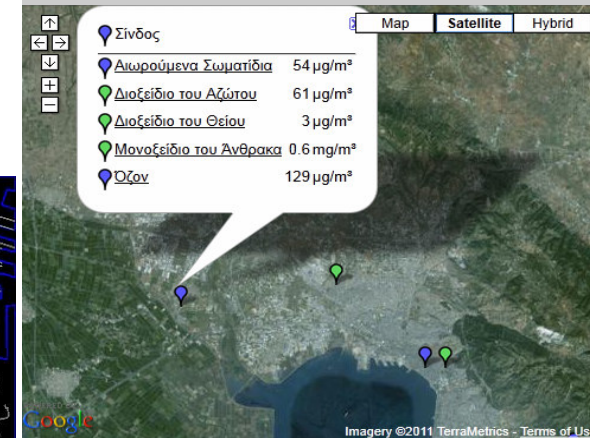 Map Satellite Hybrid
Σίνδος
Αιωρούμενα Σωματίδια 54 μg/m³
Διοξείδιο του Αζώτου 61 μg/m³
Διοξείδιο του Θείου 3 μg/m³
Μονοξείδιο του Άνθρακα 0.6 mg/m³
Όζον 129 μg/m³
Google
Imagery ©2011 TerraMetrics - Terms of Us